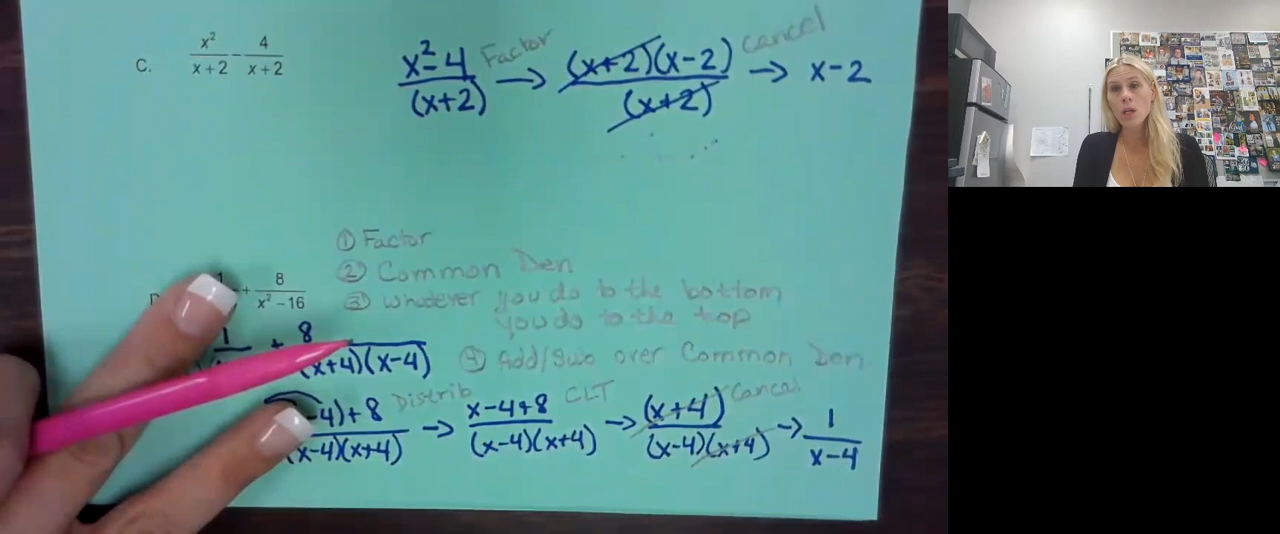 C. x²/x+2 − 4/x+2
x²−4/(x+2) Factor → (x+2)(x−2)/(x+2) cancel → x−2
① Factor
② Common Den
+ 8/x²−16
③ whatever you do to the bottom
you do to the top
1 + 8/(x+4)(x−4)
④ Add/Sub over Common Den
4)+8/(x−4)(x+4) Distrib → x−4+8/(x−4)(x+4) CLT → (x+4)/(x−4)(x+4) Cancel → 1/x−4